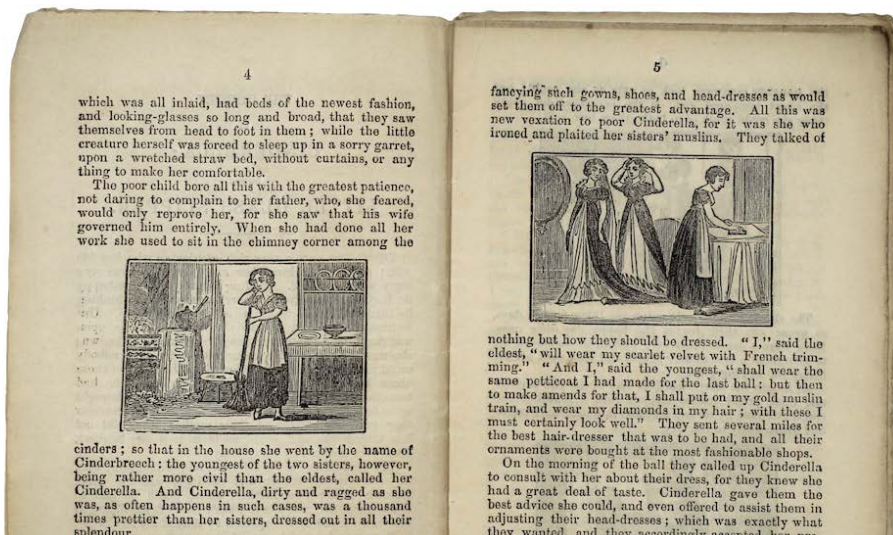 4
which was all inlaid, had beds of the newest fashion,
and looking-glasses so long and broad, that they saw
themselves from head to foot in them ; while the little
creature herself was forced to sleep up in a sorry garret,
upon a wretched straw bed, without curtains, or any
thing to make her comfortable.
The poor child bore all this with the greatest patience,
not daring to complain to her father, who, she feared,
would only reprove her, for she saw that his wife
governed him entirely. When she had done all her
work she used to sit in the chimney corner among the
cinders ; so that in the house she went by the name of
Cinderbreech : the youngest of the two sisters, however,
being rather more civil than the eldest, called her
Cinderella. And Cinderella, dirty and ragged as she
was, as often happens in such cases, was a thousand
times prettier than her sisters, dressed out in all their
splendour
5
fancying such gowns, shoes, and head-dresses as would
set them off to the greatest advantage. All this was
new vexation to poor Cinderella, for it was she who
ironed and plaited her sisters' muslins. They talked of
nothing but how they should be dressed. " I," said the
eldest, " will wear my scarlet velvet with French trim-
ming." " And I," said the youngest, " shall wear the
same petticoat I had made for the last ball : but then
to make amends for that, I shall put on my gold muslin
train, and wear my diamonds in my hair ; with these I
must certainly look well." They sent several miles for
the best hair-dresser that was to be had, and all their
ornaments were bought at the most fashionable shops.
On the morning of the ball they called up Cinderella
to consult with her about their dress, for they knew she
had a great deal of taste. Cinderella gave them the
best advice she could, and even offered to assist them in
adjusting their head-dresses ; which was exactly what
they wanted, and they accordingly accepted her